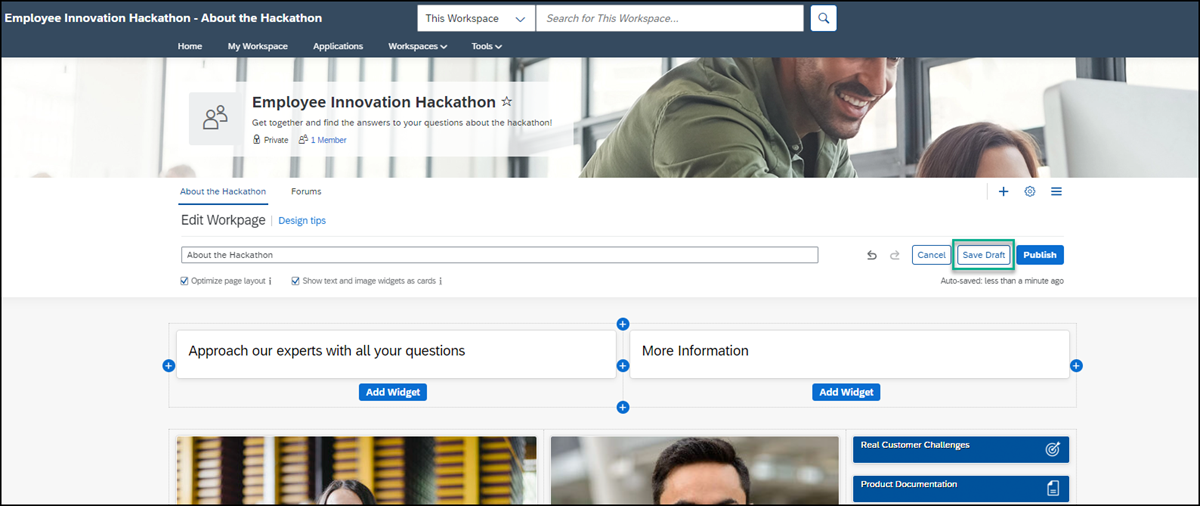 Employee Innovation Hackathon - About the Hackathon
This Workspace
Search for This Workspace...
Home My Workspace Applications Workspaces Tools
Employee Innovation Hackathon
Get together and find the answers to your questions about the hackathon!
Private 1 Member
About the Hackathon Forums
Edit Workpage Design tips
About the Hackathon
Cancel Save Draft Publish
Optimize page layout Show text and image widgets as cards
Auto-saved: less than a minute ago
Approach our experts with all your questions
More Information
Add Widget Add Widget
Real Customer Challenges
Product Documentation